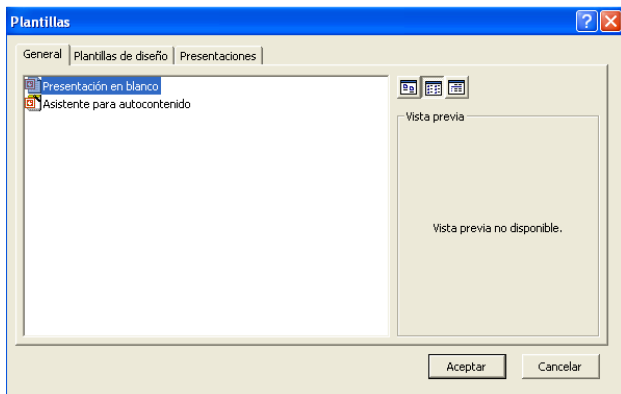 Plantillas
General
Plantillas de diseño
Presentaciones
Presentación en blanco
Asistente para autocontenido
Vista previa
Vista previa no disponible.
Aceptar
Cancelar